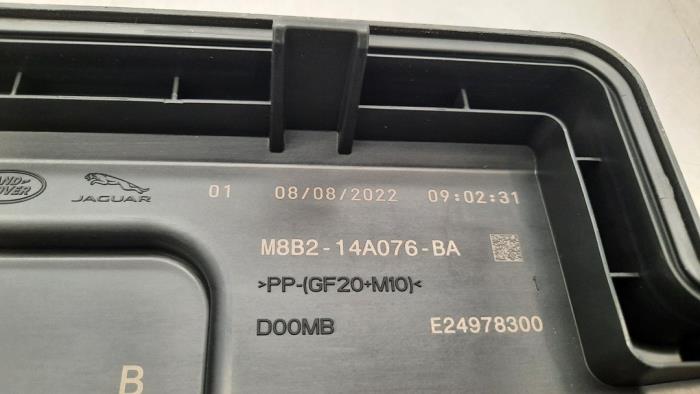 LAND-
ROVER
JAGUAR
01 08/08/2022 09:02:31
M8B2-14A076-BA
>PP-(GF20+M10)<
D00MB E24978300
B